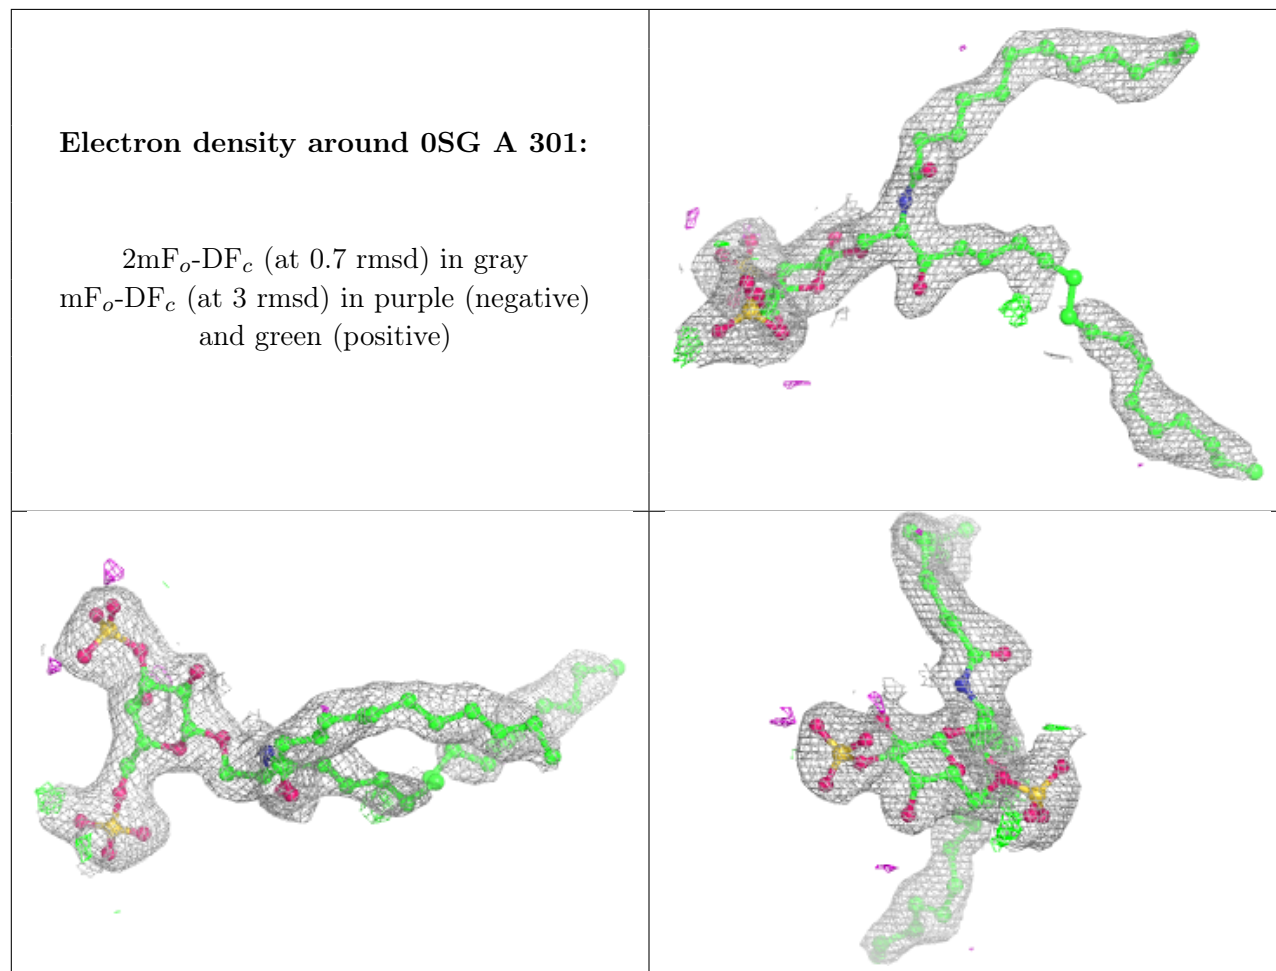 Electron density around 0SG A 301:
2mFo-DFc (at 0.7 rmsd) in gray
mFo-DFc (at 3 rmsd) in purple (negative)
and green (positive)